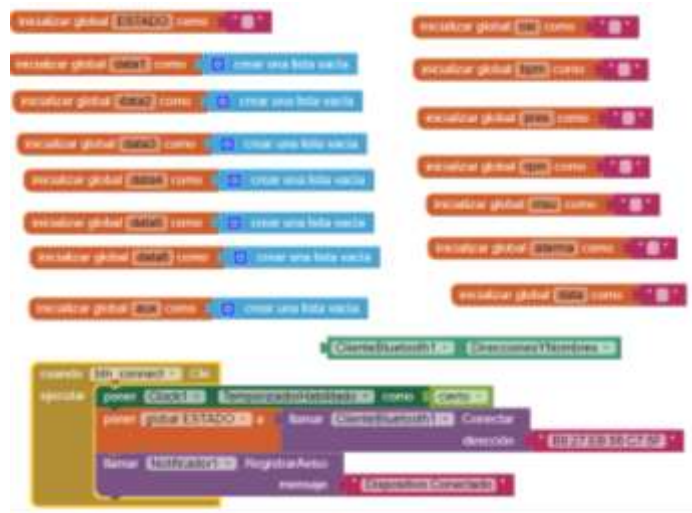 inicializar global ESTADO como " "
inicializar global como " "
inicializar global data1 como crear una lista vacía
inicializar global bpm como " "
inicializar global data2 como crear una lista vacía
inicializar global data3 como crear una lista vacía
inicializar global pres como " "
inicializar global data4 como crear una lista vacía
inicializar global como " "
inicializar global como " "
inicializar global data5 como crear una lista vacía
inicializar global data6 como crear una lista vacía
inicializar global alarma como " "
inicializar global como crear una lista vacía
inicializar global data como " "
ClienteBluetooth1 . DireccionesYNombres
cuando btn_connect .Clic
ejecutar poner Clock1 . TemporizadorHabilitado como cierto
poner global ESTADO a llamar ClienteBluetooth1 .Conectar
dirección
llamar Notificador1 .RegistrarAviso
mensaje " Dispositivo Conectado "